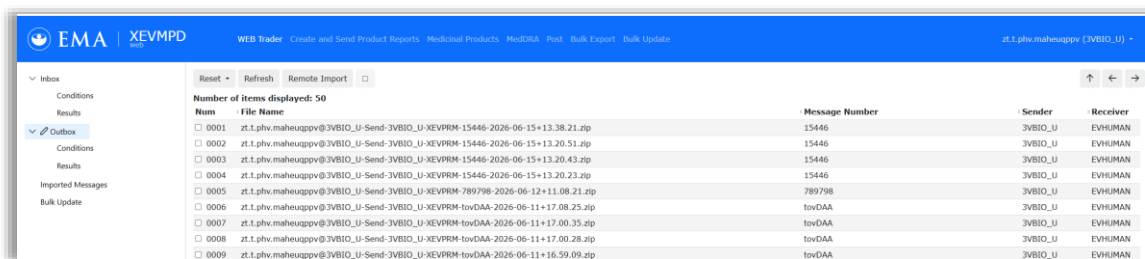 EMA XEVMPD web WEB Trader Create and Send Product Reports Medicinal Products MedDRA Post Bulk Export Bulk Update zt.t.phv.maheuqppv (3VBIO_U)
Inbox
Conditions
Results
Outbox
Conditions
Results
Imported Messages
Bulk Update
Reset Refresh Remote Import
Number of items displayed: 50
Num File Name Message Number Sender Receiver
0001 zt.t.phv.maheuqppv@3VBIO_U-Send-3VBIO_U-XEVPRM-15446-2026-06-15+13.38.21.zip 15446 3VBIO_U EVHUMAN
0002 zt.t.phv.maheuqppv@3VBIO_U-Send-3VBIO_U-XEVPRM-15446-2026-06-15+13.20.51.zip 15446 3VBIO_U EVHUMAN
0003 zt.t.phv.maheuqppv@3VBIO_U-Send-3VBIO_U-XEVPRM-15446-2026-06-15+13.20.43.zip 15446 3VBIO_U EVHUMAN
0004 zt.t.phv.maheuqppv@3VBIO_U-Send-3VBIO_U-XEVPRM-15446-2026-06-15+13.20.23.zip 15446 3VBIO_U EVHUMAN
0005 zt.t.phv.maheuqppv@3VBIO_U-Send-3VBIO_U-XEVPRM-789798-2026-06-12+11.08.21.zip 789798 3VBIO_U EVHUMAN
0006 zt.t.phv.maheuqppv@3VBIO_U-Send-3VBIO_U-XEVPRM-tovDAA-2026-06-11+17.08.25.zip tovDAA 3VBIO_U EVHUMAN
0007 zt.t.phv.maheuqppv@3VBIO_U-Send-3VBIO_U-XEVPRM-tovDAA-2026-06-11+17.00.35.zip tovDAA 3VBIO_U EVHUMAN
0008 zt.t.phv.maheuqppv@3VBIO_U-Send-3VBIO_U-XEVPRM-tovDAA-2026-06-11+17.00.28.zip tovDAA 3VBIO_U EVHUMAN
0009 zt.t.phv.maheuqppv@3VBIO_U-Send-3VBIO_U-XEVPRM-tovDAA-2026-06-11+16.59.09.zip tovDAA 3VBIO_U EVHUMAN